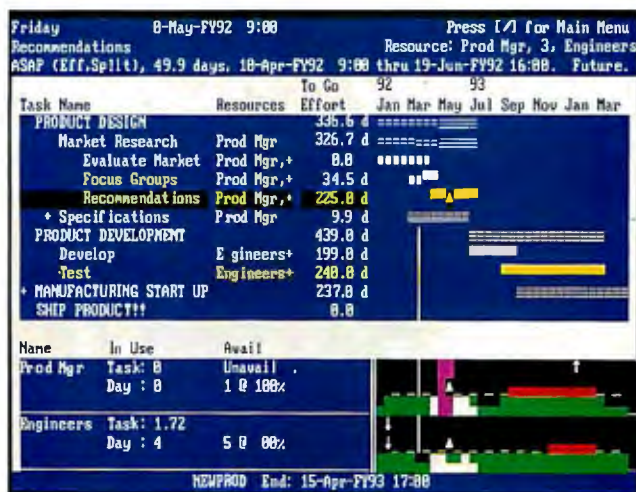 Friday 8-May-FY92 9:00 Press [/] for Main Menu
Recommendations Resource: Prod Mgr, 3, Engineers
ASAP (Eff,Split), 49.9 days, 10-Apr-FY92 9:00 thru 19-Jun-FY92 16:00. Future.
To Go 92 93
Task Name Resources Effort Jan Mar May Jul Sep Nov Jan Mar
PRODUCT DESIGN 336.6 d
Market Research Prod Mgr 326.7 d
Evaluate Market Prod Mgr,+ 0.0
Focus Groups Prod Mgr,+ 34.5 d
Recommendations Prod Mgr,+ 225.0 d
+ Specifications Prod Mgr 9.9 d
PRODUCT DEVELOPMENT 439.0 d
Develop E gineers+ 199.0 d
Test Engineers+ 240.0 d
+ MANUFACTURING START UP 237.0 d
SHIP PRODUCT!! 0.0
Name In Use Avail
Prod Mgr Task: 0 Unavail .
Day : 0 1 @ 100%
Engineers Task: 1.72
Day : 4 5 @ 00%
NEWPROD End: 15-Apr-FY93 17:00